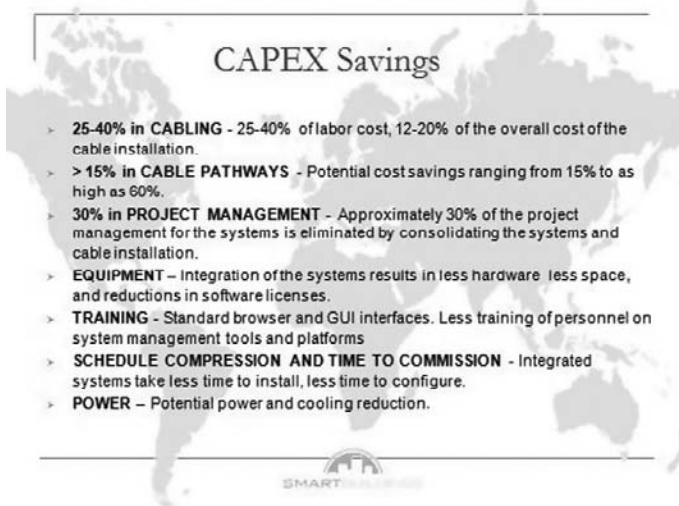 CAPEX Savings
25-40% in CABLING - 25-40% of labor cost, 12-20% of the overall cost of the
cable installation.
> 15% in CABLE PATHWAYS - Potential cost savings ranging from 15% to as
high as 60%.
30% in PROJECT MANAGEMENT - Approximately 30% of the project
management for the systems is eliminated by consolidating the systems and
cable installation.
EQUIPMENT – Integration of the systems results in less hardware less space,
and reductions in software licenses.
TRAINING - Standard browser and GUI interfaces. Less training of personnel on
system management tools and platforms
SCHEDULE COMPRESSION AND TIME TO COMMISSION - Integrated
systems take less time to install, less time to configure.
POWER – Potential power and cooling reduction.
SMART